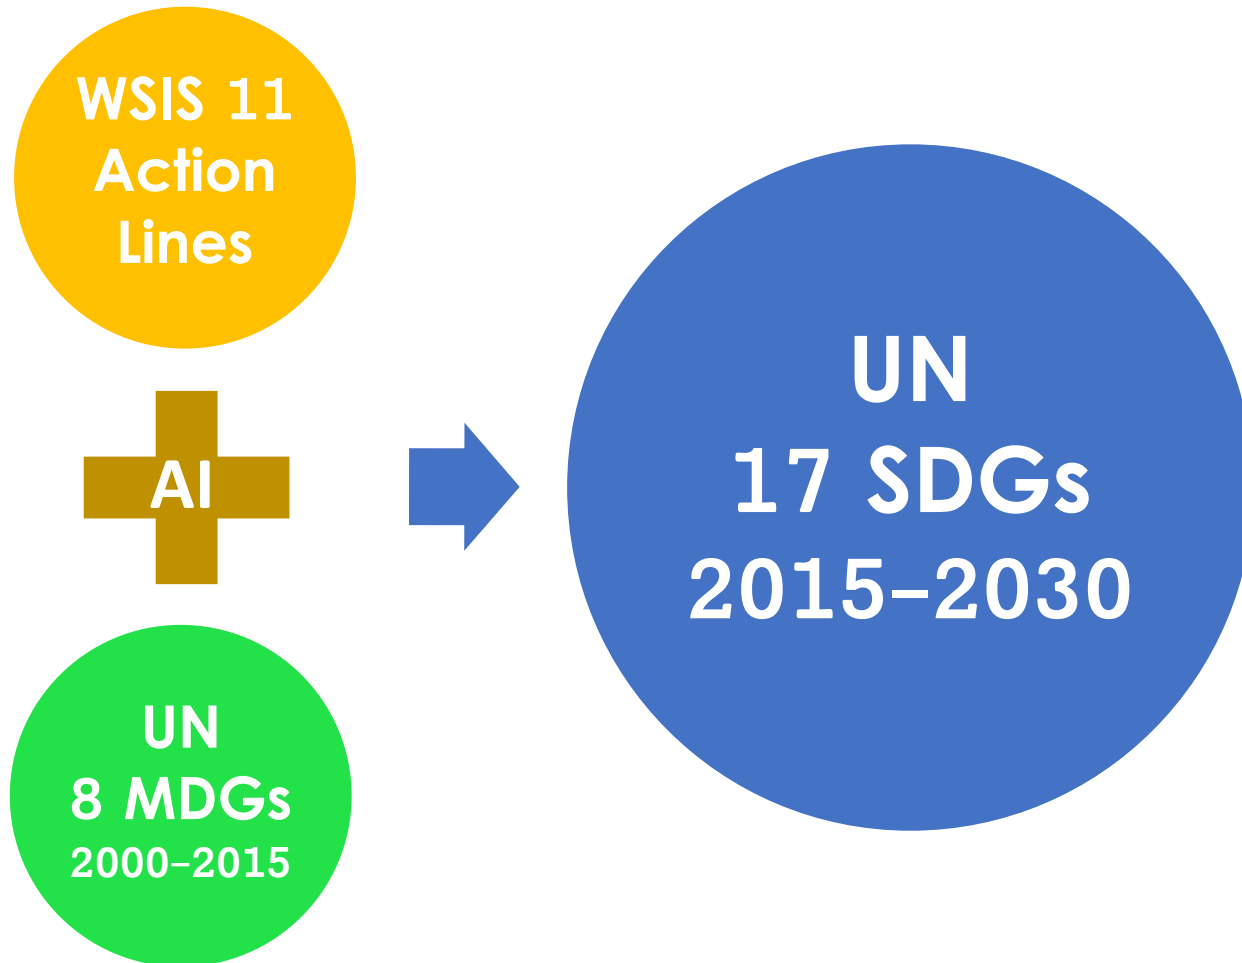 WSIS 11
Action
Lines
AI
UN
8 MDGs
2000–2015
UN
17 SDGs
2015–2030